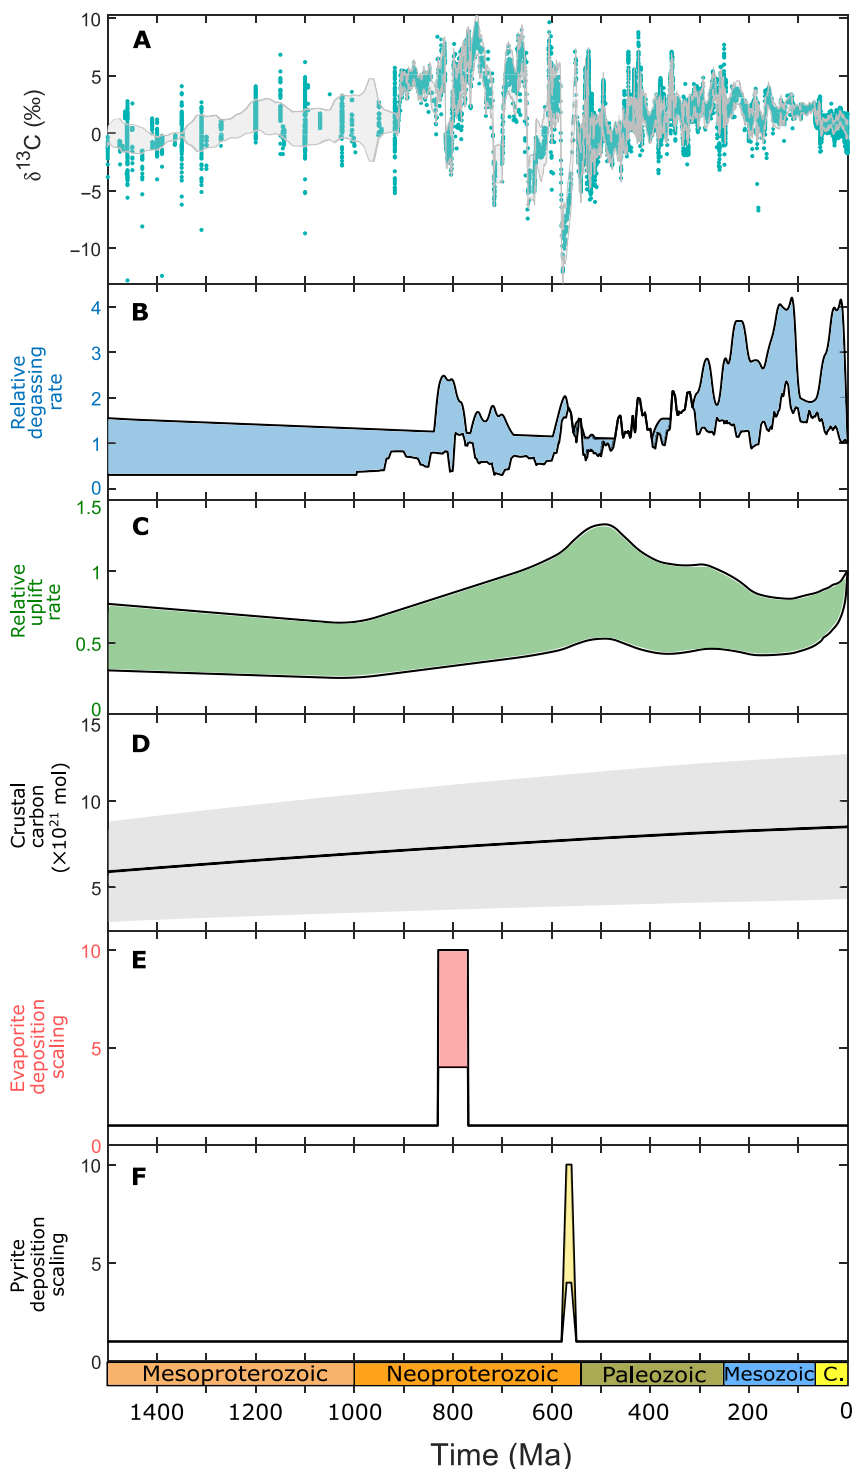 A
10
5
0
−5
−10
δ13C (‰)
B
4
3
2
1
0
Relative
degassing
rate
C
1.5
1
0.5
0
Relative
uplift
rate
D
15
10
5
Crustal
carbon
(×10²¹ mol)
E
10
5
0
Evaporite
deposition
scaling
F
10
5
0
Pyrite
deposition
scaling
Mesoproterozoic Neoproterozoic Paleozoic Mesozoic C.
1400 1200 1000 800 600 400 200 0
Time (Ma)